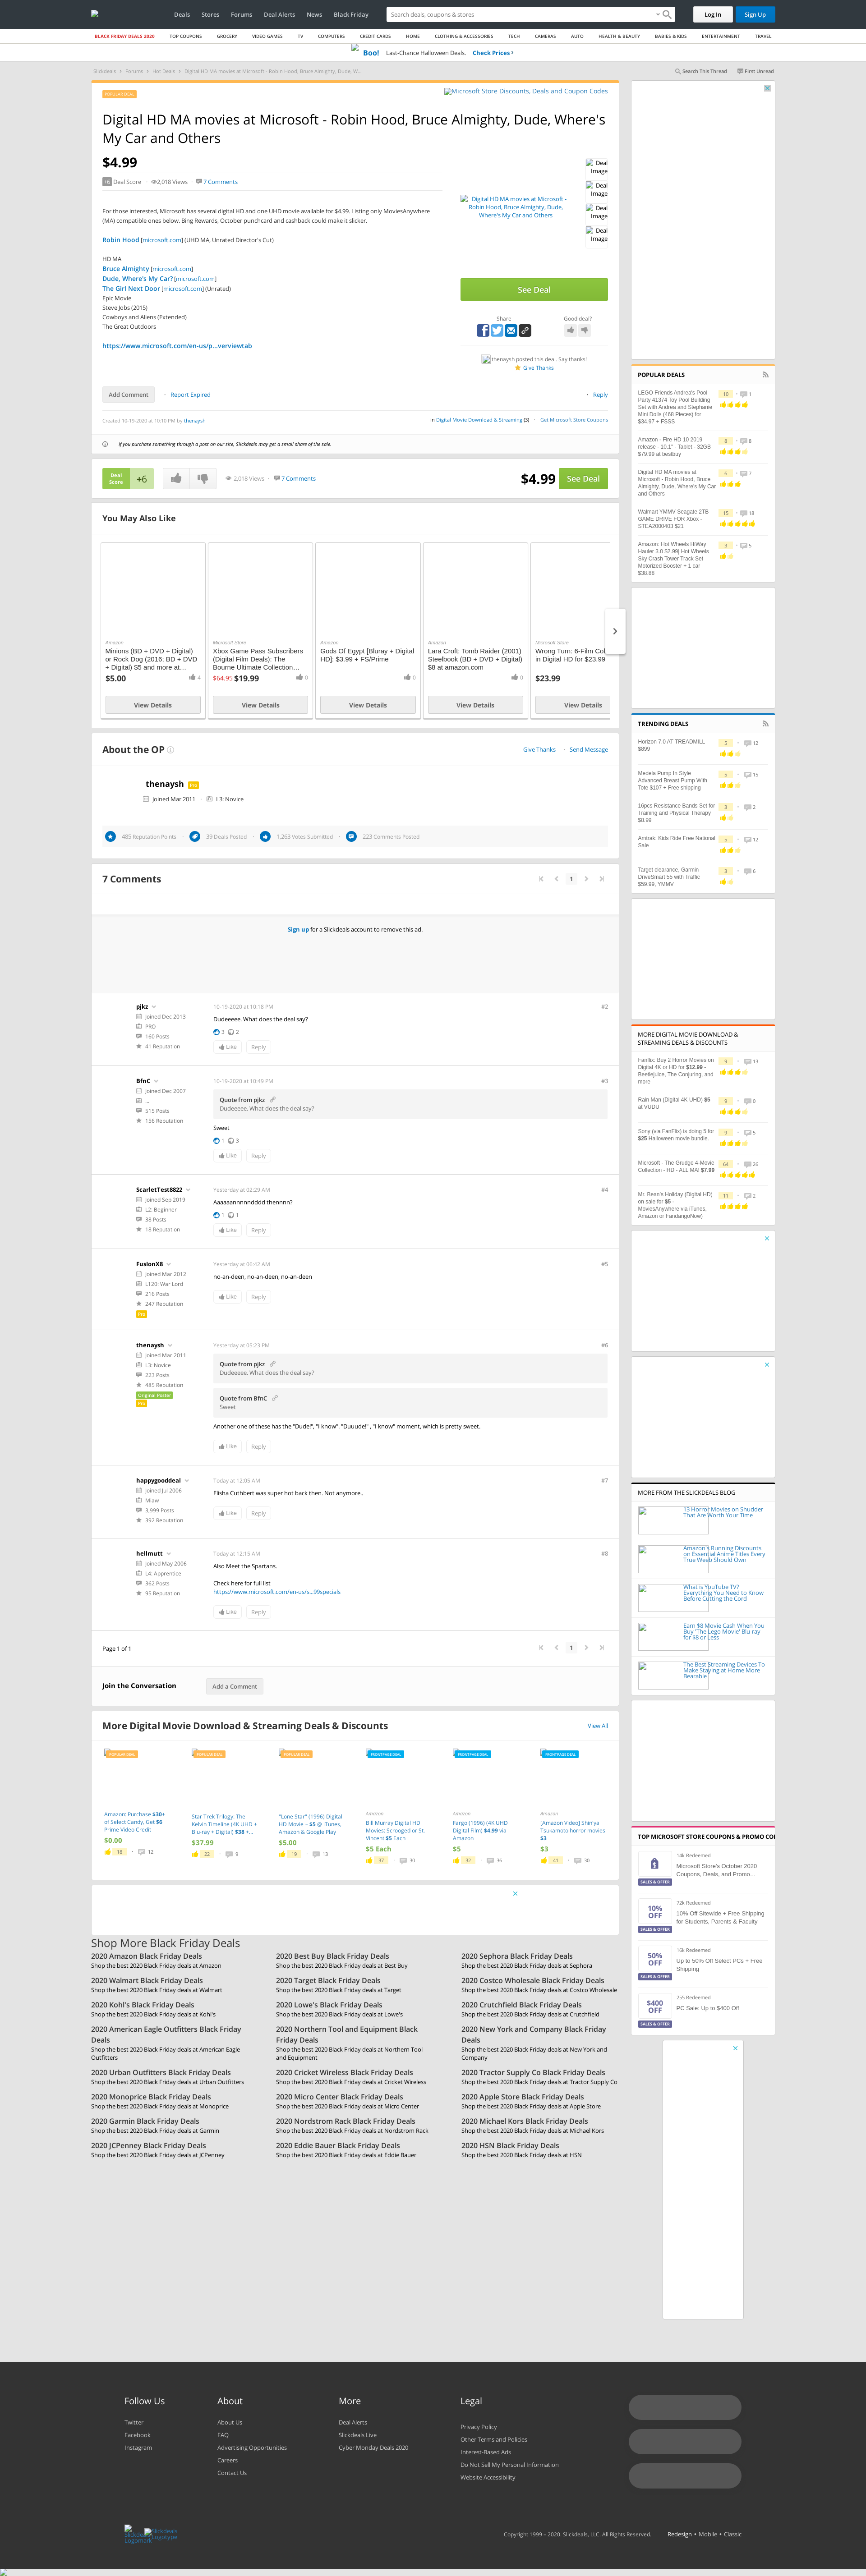 Deals Stores Forums Deal Alerts News Black Friday
Search deals, coupons & stores
Log In Sign Up
BLACK FRIDAY DEALS 2020 TOP COUPONS GROCERY VIDEO GAMES TV COMPUTERS CREDIT CARDS HOME CLOTHING & ACCESSORIES TECH CAMERAS AUTO HEALTH & BEAUTY BABIES & KIDS ENTERTAINMENT TRAVEL
Boo! Last-Chance Halloween Deals. Check Prices ›
Slickdeals › Forums › Hot Deals › Digital HD MA movies at Microsoft - Robin Hood, Bruce Almighty, Dude, W...
Search This Thread First Unread
POPULAR DEAL
Microsoft Store Discounts, Deals and Coupon Codes
Digital HD MA movies at Microsoft - Robin Hood, Bruce Almighty, Dude, Where's
My Car and Others
$4.99
+6 Deal Score 2,018 Views 7 Comments
For those interested, Microsoft has several digital HD and one UHD movie available for $4.99. Listing only MoviesAnywhere
(MA) compatible ones below. Bing Rewards, October punchcard and cashback could make it slicker.
Robin Hood [microsoft.com] (UHD MA, Unrated Director's Cut)
HD MA
Bruce Almighty [microsoft.com]
Dude, Where's My Car? [microsoft.com]
The Girl Next Door [microsoft.com] (Unrated)
Epic Movie
Steve Jobs (2015)
Cowboys and Aliens (Extended)
The Great Outdoors
https://www.microsoft.com/en-us/p...verviewtab
Digital HD MA movies at Microsoft -
Robin Hood, Bruce Almighty, Dude,
Where's My Car and Others
Deal
Image
Deal
Image
Deal
Image
Deal
Image
See Deal
Share Good deal?
thenaysh posted this deal. Say thanks!
Give Thanks
Add Comment Report Expired Reply
Created 10-19-2020 at 10:10 PM by thenaysh
in Digital Movie Download & Streaming (3) Get Microsoft Store Coupons
If you purchase something through a post on our site, Slickdeals may get a small share of the sale.
Deal
Score
+6
2,018 Views 7 Comments
$4.99 See Deal
You May Also Like
Amazon
Minions (BD + DVD + Digital)
or Rock Dog (2016; BD + DVD
+ Digital) $5 and more at...
$5.00 4
View Details
Microsoft Store
Xbox Game Pass Subscribers
(Digital Film Deals): The
Bourne Ultimate Collection...
$64.95 $19.99 0
View Details
Amazon
Gods Of Egypt [Bluray + Digital
HD]: $3.99 + FS/Prime
0
View Details
Amazon
Lara Croft: Tomb Raider (2001)
Steelbook (BD + DVD + Digital)
$8 at amazon.com
0
View Details
Microsoft Store
Wrong Turn: 6-Film Col
in Digital HD for $23.99
$23.99
View Details
About the OP
Give Thanks Send Message
thenaysh Pro
Joined Mar 2011 L3: Novice
485 Reputation Points 39 Deals Posted 1,263 Votes Submitted 223 Comments Posted
7 Comments
1
Sign up for a Slickdeals account to remove this ad.
pjkz
Joined Dec 2013
PRO
160 Posts
41 Reputation
10-19-2020 at 10:18 PM #2
Dudeeeee. What does the deal say?
3 2
Like Reply
BfnC
Joined Dec 2007
...
515 Posts
156 Reputation
10-19-2020 at 10:49 PM #3
Quote from pjkz
Dudeeeee. What does the deal say?
Sweet
1 3
Like Reply
ScarletTest8822
Joined Sep 2019
L2: Beginner
38 Posts
18 Reputation
Yesterday at 02:29 AM #4
Aaaaaannnnndddd thennnn?
1 1
Like Reply
FusionX8
Joined Mar 2012
L120: War Lord
216 Posts
247 Reputation
Pro
Yesterday at 06:42 AM #5
no-an-deen, no-an-deen, no-an-deen
Like Reply
thenaysh
Joined Mar 2011
L3: Novice
223 Posts
485 Reputation
Original Poster
Pro
Yesterday at 05:23 PM #6
Quote from pjkz
Dudeeeee. What does the deal say?
Quote from BfnC
Sweet
Another one of these has the "Dude!", "I know". "Duuude!" , "I know" moment, which is pretty sweet.
Like Reply
happygooddeal
Joined Jul 2006
Miaw
3,999 Posts
392 Reputation
Today at 12:05 AM #7
Elisha Cuthbert was super hot back then. Not anymore..
Like Reply
hellmutt
Joined May 2006
L4: Apprentice
362 Posts
95 Reputation
Today at 12:15 AM #8
Also Meet the Spartans.
Check here for full list
https://www.microsoft.com/en-us/s...99specials
Like Reply
Page 1 of 1 1
Join the Conversation Add a Comment
More Digital Movie Download & Streaming Deals & Discounts View All
POPULAR DEAL
Amazon: Purchase $30+
of Select Candy, Get $6
Prime Video Credit
$0.00
18 12
POPULAR DEAL
Star Trek Trilogy: The
Kelvin Timeline (4K UHD +
Blu-ray + Digital) $38 +...
$37.99
22 9
POPULAR DEAL
"Lone Star" (1996) Digital
HD Movie ~ $5 @ iTunes,
Amazon & Google Play
$5.00
19 13
FRONTPAGE DEAL
Amazon
Bill Murray Digital HD
Movies: Scrooged or St.
Vincent $5 Each
$5 Each
37 30
FRONTPAGE DEAL
Amazon
Fargo (1996) (4K UHD
Digital Film) $4.99 via
Amazon
$5
32 36
FRONTPAGE DEAL
Amazon
[Amazon Video] Shin'ya
Tsukamoto horror movies
$3
$3
41 30
Shop More Black Friday Deals
2020 Amazon Black Friday Deals
Shop the best 2020 Black Friday deals at Amazon
2020 Best Buy Black Friday Deals
Shop the best 2020 Black Friday deals at Best Buy
2020 Sephora Black Friday Deals
Shop the best 2020 Black Friday deals at Sephora
2020 Walmart Black Friday Deals
Shop the best 2020 Black Friday deals at Walmart
2020 Target Black Friday Deals
Shop the best 2020 Black Friday deals at Target
2020 Costco Wholesale Black Friday Deals
Shop the best 2020 Black Friday deals at Costco Wholesale
2020 Kohl's Black Friday Deals
Shop the best 2020 Black Friday deals at Kohl's
2020 Lowe's Black Friday Deals
Shop the best 2020 Black Friday deals at Lowe's
2020 Crutchfield Black Friday Deals
Shop the best 2020 Black Friday deals at Crutchfield
2020 American Eagle Outfitters Black Friday
Deals
Shop the best 2020 Black Friday deals at American Eagle
Outfitters
2020 Northern Tool and Equipment Black
Friday Deals
Shop the best 2020 Black Friday deals at Northern Tool
and Equipment
2020 New York and Company Black Friday
Deals
Shop the best 2020 Black Friday deals at New York and
Company
2020 Urban Outfitters Black Friday Deals
Shop the best 2020 Black Friday deals at Urban Outfitters
2020 Cricket Wireless Black Friday Deals
Shop the best 2020 Black Friday deals at Cricket Wireless
2020 Tractor Supply Co Black Friday Deals
Shop the best 2020 Black Friday deals at Tractor Supply Co
2020 Monoprice Black Friday Deals
Shop the best 2020 Black Friday deals at Monoprice
2020 Micro Center Black Friday Deals
Shop the best 2020 Black Friday deals at Micro Center
2020 Apple Store Black Friday Deals
Shop the best 2020 Black Friday deals at Apple Store
2020 Garmin Black Friday Deals
Shop the best 2020 Black Friday deals at Garmin
2020 Nordstrom Rack Black Friday Deals
Shop the best 2020 Black Friday deals at Nordstrom Rack
2020 Michael Kors Black Friday Deals
Shop the best 2020 Black Friday deals at Michael Kors
2020 JCPenney Black Friday Deals
Shop the best 2020 Black Friday deals at JCPenney
2020 Eddie Bauer Black Friday Deals
Shop the best 2020 Black Friday deals at Eddie Bauer
2020 HSN Black Friday Deals
Shop the best 2020 Black Friday deals at HSN
POPULAR DEALS
LEGO Friends Andrea's Pool
Party 41374 Toy Pool Building
Set with Andrea and Stephanie
Mini Dolls (468 Pieces) for
$34.97 + FSSS
10 1
Amazon - Fire HD 10 2019
release - 10.1" - Tablet - 32GB
$79.99 at bestbuy
8 8
Digital HD MA movies at
Microsoft - Robin Hood, Bruce
Almighty, Dude, Where's My Car
and Others
6 7
Walmart YMMV Seagate 2TB
GAME DRIVE FOR Xbox -
STEA2000403 $21
15 18
Amazon: Hot Wheels HiWay
Hauler 3.0 $2.99| Hot Wheels
Sky Crash Tower Track Set
Motorized Booster + 1 car
$38.88
3 5
TRENDING DEALS
Horizon 7.0 AT TREADMILL
$899
5 12
Medela Pump In Style
Advanced Breast Pump With
Tote $107 + Free shipping
5 15
16pcs Resistance Bands Set for
Training and Physical Therapy
$8.99
3 2
Amtrak: Kids Ride Free National
Sale
5 12
Target clearance, Garmin
DriveSmart 55 with Traffic
$59.99, YMMV
3 6
MORE DIGITAL MOVIE DOWNLOAD &
STREAMING DEALS & DISCOUNTS
Fanflix: Buy 2 Horror Movies on
Digital 4K or HD for $12.99 -
Beetlejuice, The Conjuring, and
more
9 13
Rain Man (Digital 4K UHD) $5
at VUDU
9 0
Sony (via FanFlix) is doing 5 for
$25 Halloween movie bundle.
9 5
Microsoft - The Grudge 4-Movie
Collection - HD - ALL MA! $7.99
64 26
Mr. Bean's Holiday (Digital HD)
on sale for $5 -
MoviesAnywhere via iTunes,
Amazon or FandangoNow)
11 2
MORE FROM THE SLICKDEALS BLOG
13 Horror Movies on Shudder
That Are Worth Your Time
Amazon's Running Discounts
on Essential Anime Titles Every
True Weeb Should Own
What is YouTube TV?
Everything You Need to Know
Before Cutting the Cord
Earn $8 Movie Cash When You
Buy 'The Lego Movie' Blu-ray
for $8 or Less
The Best Streaming Devices To
Make Staying at Home More
Bearable
TOP MICROSOFT STORE COUPONS & PROMO CO
SALES & OFFER
14k Redeemed
Microsoft Store's October 2020
Coupons, Deals, and Promo...
10%
OFF
SALES & OFFER
72k Redeemed
10% Off Sitewide + Free Shipping
for Students, Parents & Faculty
50%
OFF
SALES & OFFER
16k Redeemed
Up to 50% Off Select PCs + Free
Shipping
$400
OFF
SALES & OFFER
255 Redeemed
PC Sale: Up to $400 Off
Follow Us
Twitter
Facebook
Instagram
About
About Us
FAQ
Advertising Opportunities
Careers
Contact Us
More
Deal Alerts
Slickdeals Live
Cyber Monday Deals 2020
Legal
Privacy Policy
Other Terms and Policies
Interest-Based Ads
Do Not Sell My Personal Information
Website Accessibility
Slickdeals
Logotype
Copyright 1999 - 2020. Slickdeals, LLC. All Rights Reserved. Redesign • Mobile • Classic